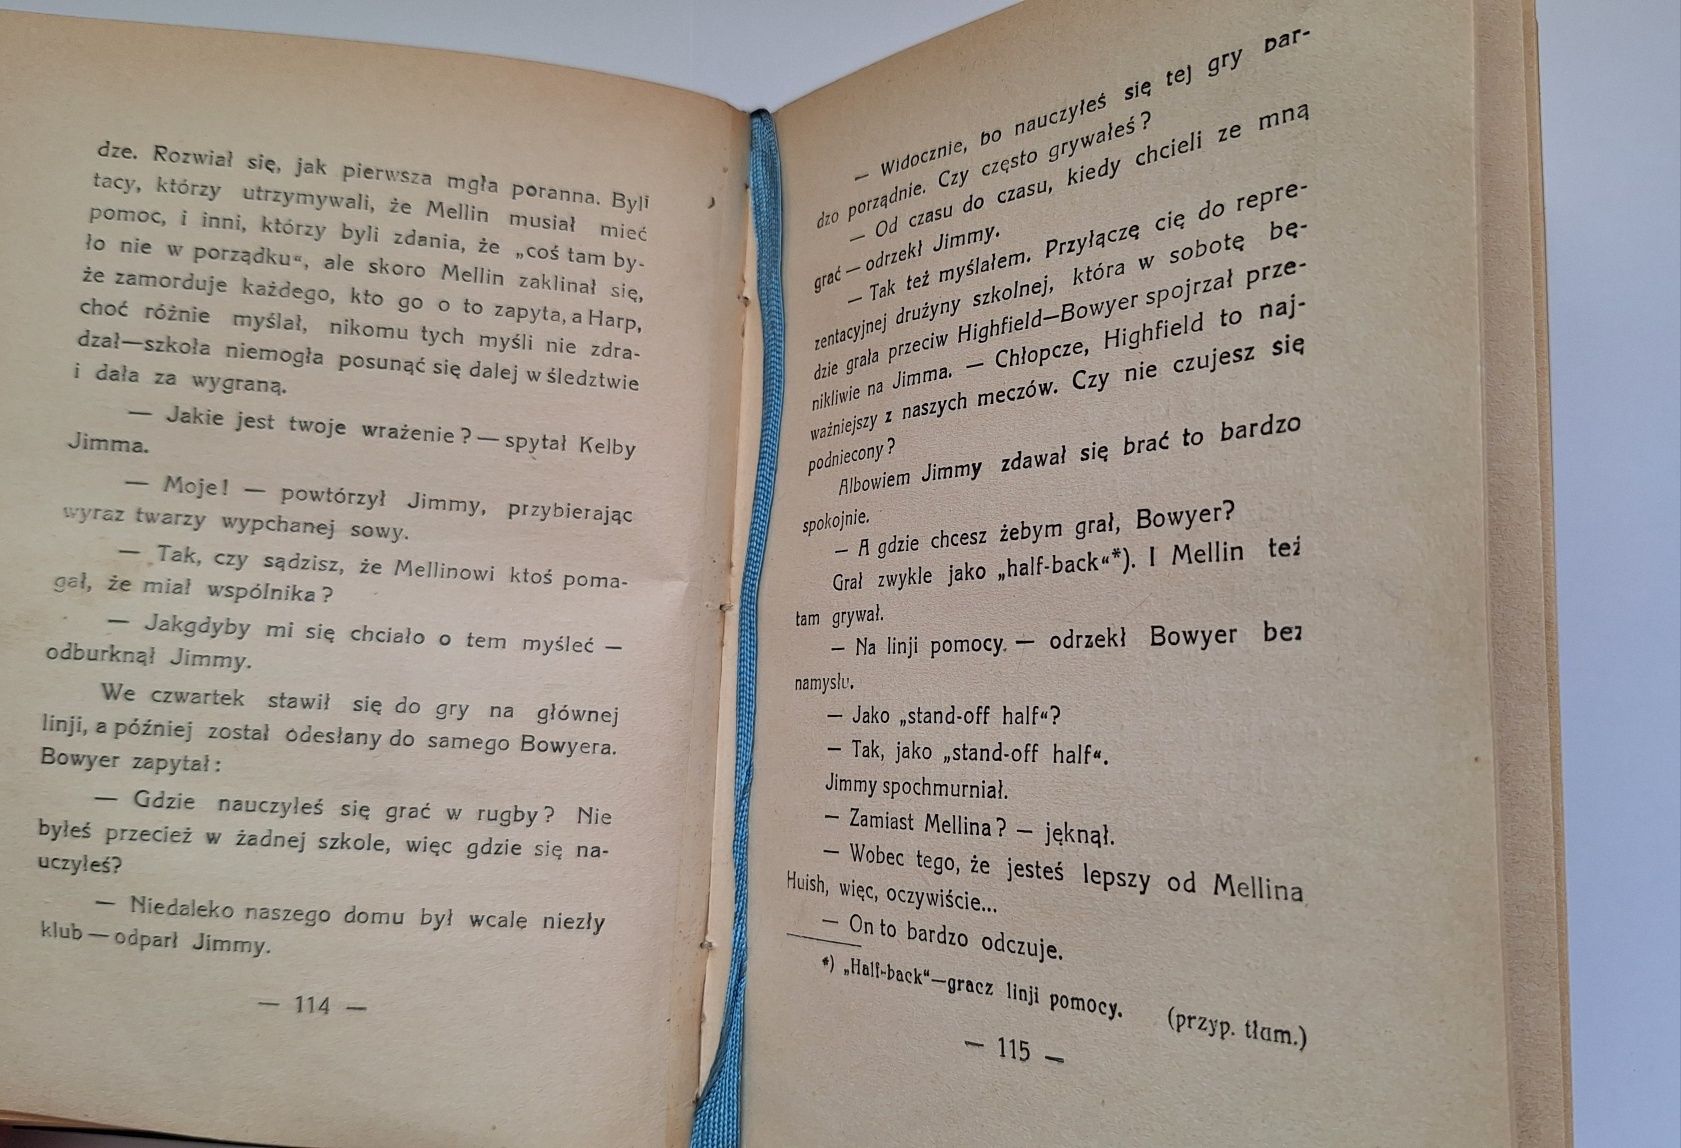 dze. Rozwiał się, jak pierwsza mgła poranna. Byli
tacy, którzy utrzymywali, że Mellin musiał mieć
pomoc, i inni, którzy byli zdania, że „coś tam by-
ło nie w porządku“, ale skoro Mellin zaklinał się,
że zamorduje każdego, kto go o to zapyta, a Harp,
choć różnie myślał, nikomu tych myśli nie zdra-
dzał—szkoła niemogła posunąć się dalej w śledztwie
i dała za wygraną.
— Jakie jest twoje wrażenie? — spytał Kelby
Jimma.
— Moje! — powtórzył Jimmy, przybierając
wyraz twarzy wypchanej sowy.
— Tak, czy sądzisz, że Mellinowi ktoś poma-
gał, że miał wspólnika?
— Jakgdyby mi się chciało o tem myśleć —
odburknął Jimmy.
We czwartek stawił się do gry na głównej
linji, a później został odesłany do samego Bowyera.
Bowyer zapytał:
— Gdzie nauczyłeś się grać w rugby? Nie
byłeś przecież w żadnej szkole, więc gdzie się na-
uczyłeś?
— Niedaleko naszego domu był wcale niezły
klub — odparł Jimmy.
— 114 —
— Widocznie, bo nauczyłeś się tej gry bar-
dzo porządnie. Czy często grywałeś?
— Od czasu do czasu, kiedy chcieli ze mną
grać — odrzekł Jimmy.
— Tak też myślałem. Przyłączę cię do repre-
zentacyjnej drużyny szkolnej, która w sobotę bę-
dzie grała przeciw Highfield—Bowyer spojrzał prze-
nikliwie na Jimma. — Chłopcze, Highfield to naj-
ważniejszy z naszych meczów. Czy nie czujesz się
podniecony?
Albowiem Jimmy zdawał się brać to bardzo
spokojnie.
— A gdzie chcesz żebym grał, Bowyer?
Grał zwykle jako „half-back“*). I Mellin też
tam grywał.
— Na linji pomocy. — odrzekł Bowyer bez
namysłu.
— Jako „stand-off half“?
— Tak, jako „stand-off half“.
Jimmy spochmurniał.
— Zamiast Mellina? — jęknął.
— Wobec tego, że jesteś lepszy od Mellina
Huish, więc, oczywiście...
— On to bardzo odczuje.
*) „Half-back“—gracz linji pomocy. (przyp. tłum.)
— 115 —